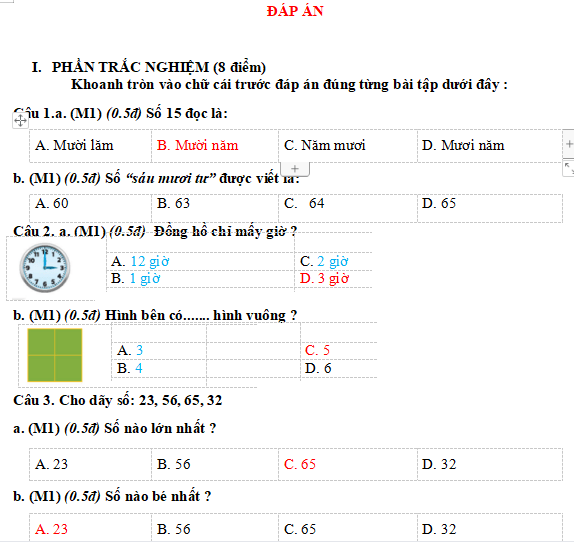 ĐÁP ÁN
I. PHẦN TRẮC NGHIỆM (8 điểm)
Khoanh tròn vào chữ cái trước đáp án đúng từng bài tập dưới đây :
Câu 1.a. (M1) (0.5đ) Số 15 đọc là:
A. Mười lăm B. Mười năm C. Năm mươi D. Mươi năm
b. (M1) (0.5đ) Số “sáu mươi tư” được viết là:
A. 60 B. 63 C. 64 D. 65
Câu 2. a. (M1) (0.5đ) Đồng hồ chỉ mấy giờ ?
A. 12 giờ C. 2 giờ
B. 1 giờ D. 3 giờ
b. (M1) (0.5đ) Hình bên có....... hình vuông ?
A. 3 C. 5
B. 4 D. 6
Câu 3. Cho dãy số: 23, 56, 65, 32
a. (M1) (0.5đ) Số nào lớn nhất ?
A. 23 B. 56 C. 65 D. 32
b. (M1) (0.5đ) Số nào bé nhất ?
A. 23 B. 56 C. 65 D. 32